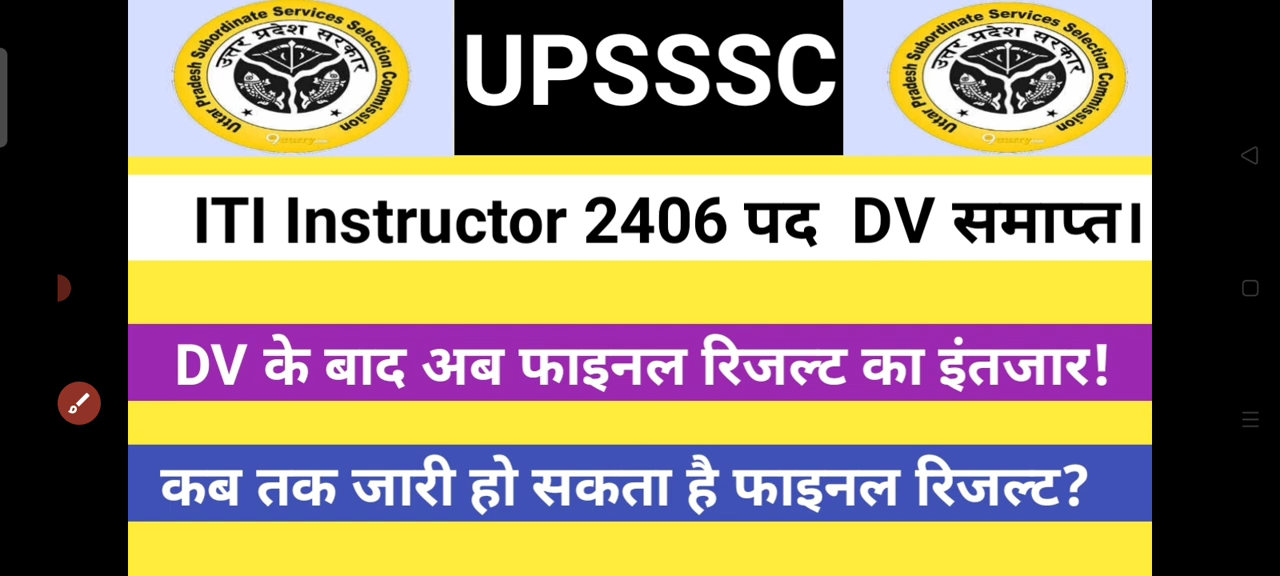 Uttar Pradesh Subordinate Services Selection Commission
उत्तर प्रदेश सरकार
UPSSSC
Uttar Pradesh Subordinate Services Selection Commission
उत्तर प्रदेश सरकार
ITI Instructor 2406 पद DV समाप्त।
DV के बाद अब फाइनल रिजल्ट का इंतजार!
कब तक जारी हो सकता है फाइनल रिजल्ट?